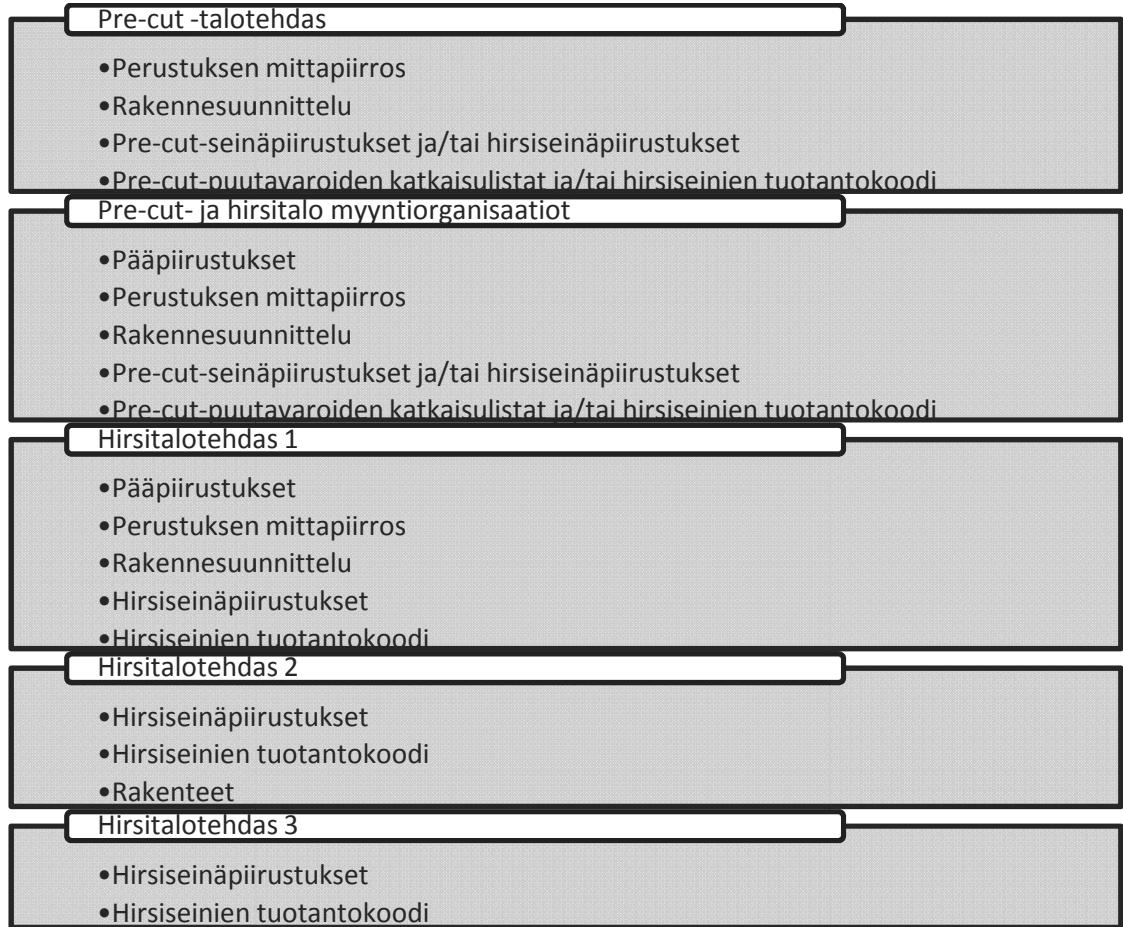 Pre-cut -talotehdas
•Perustuksen mittapiirros
•Rakennesuunnittelu
•Pre-cut-seinäpiirustukset ja/tai hirsiseinäpiirustukset
•Pre-cut-puutavaroiden katkaisulistat ja/tai hirsiseinien tuotantokoodi
Pre-cut- ja hirsitalo myyntiorganisaatiot
•Pääpiirustukset
•Perustuksen mittapiirros
•Rakennesuunnittelu
•Pre-cut-seinäpiirustukset ja/tai hirsiseinäpiirustukset
•Pre-cut-puutavaroiden katkaisulistat ja/tai hirsiseinien tuotantokoodi
Hirsitalotehdas 1
•Pääpiirustukset
•Perustuksen mittapiirros
•Rakennesuunnittelu
•Hirsiseinäpiirustukset
•Hirsiseinien tuotantokoodi
Hirsitalotehdas 2
•Hirsiseinäpiirustukset
•Hirsiseinien tuotantokoodi
•Rakenteet
Hirsitalotehdas 3
•Hirsiseinäpiirustukset
•Hirsiseinien tuotantokoodi